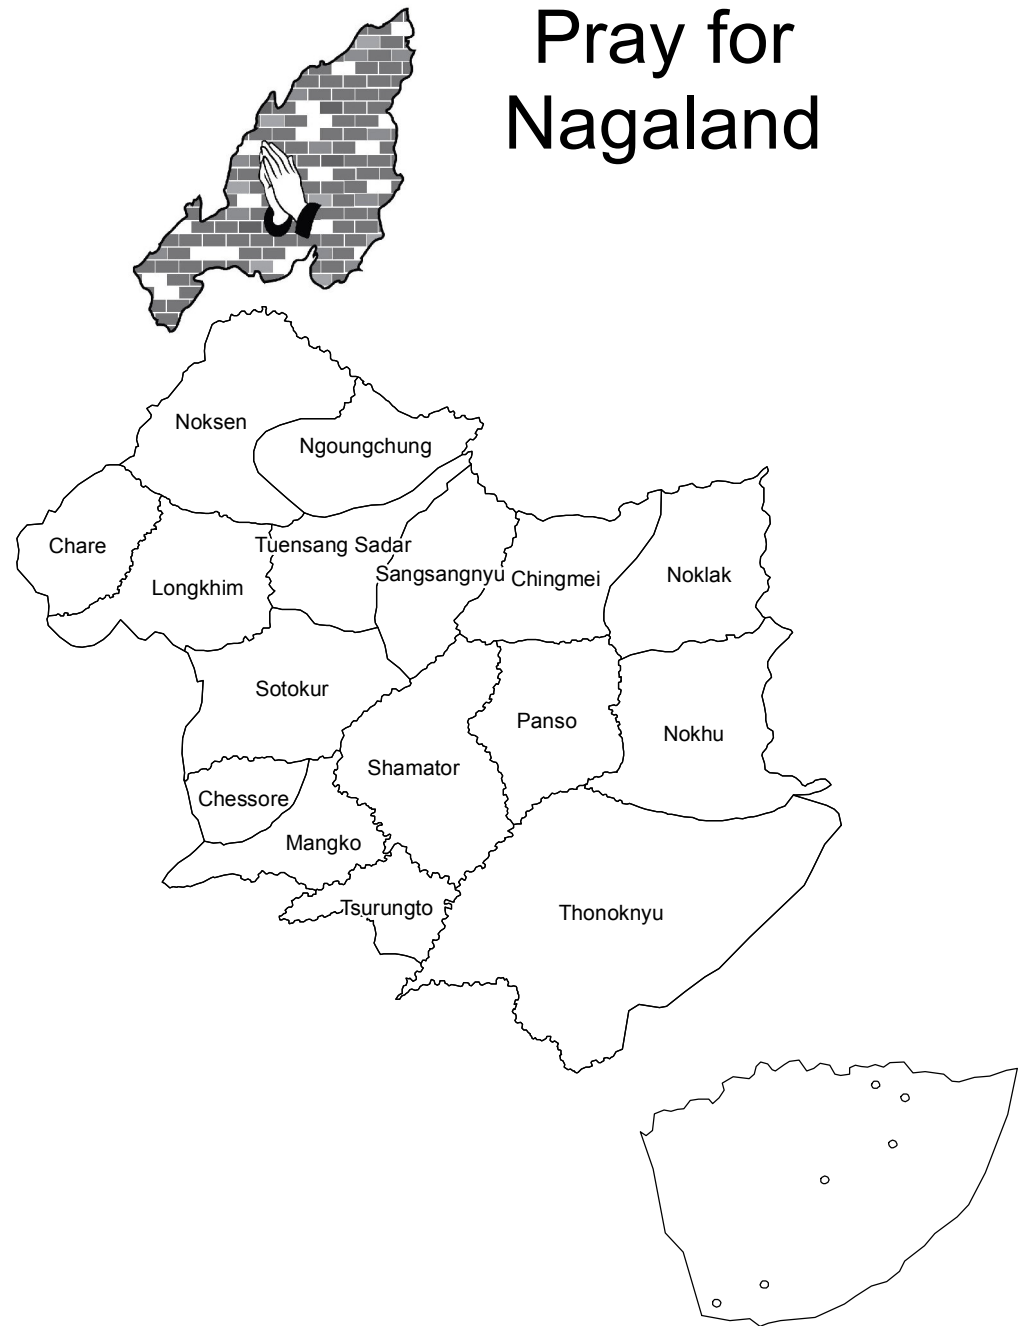 Pray for
Nagaland
Noksen
Ngoungchung
Chare
Tuensang Sadar
Longkhim
Sangsangnyu
Chingmei
Noklak
Sotokur
Panso
Nokhu
Shamator
Chessore
Mangko
Tsurungto
Thonoknyu